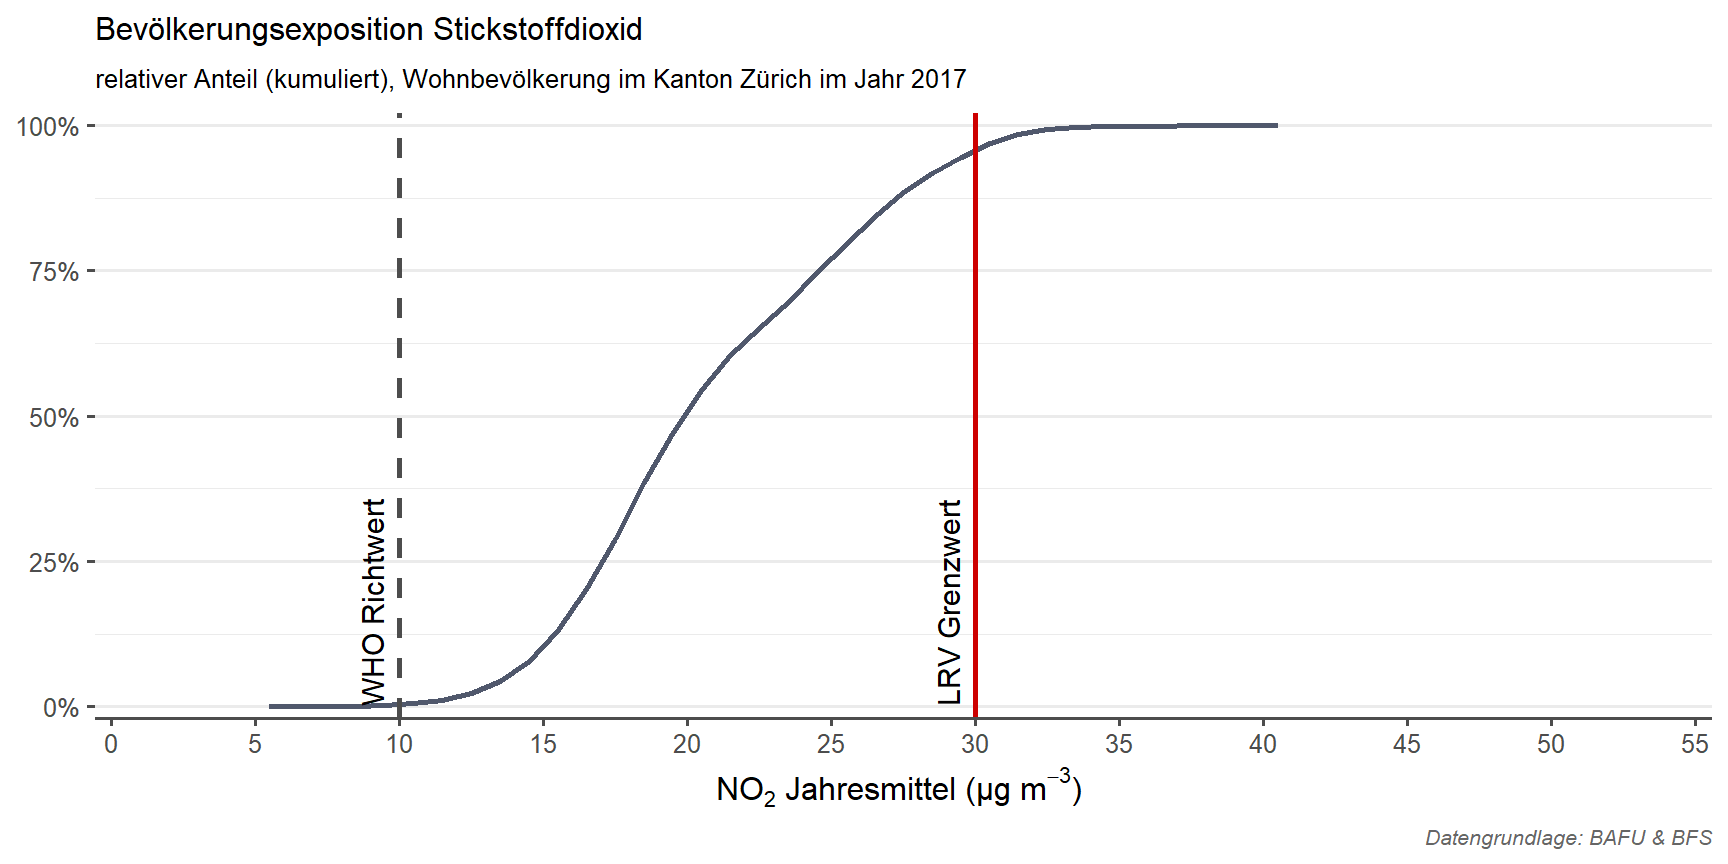 Bevölkerungsexposition Stickstoffdioxid
relativer Anteil (kumuliert), Wohnbevölkerung im Kanton Zürich im Jahr 2017
100%
75%
50%
25%
0%
WHO Richtwert
LRV Grenzwert
0 5 10 15 20 25 30 35 40 45 50 55
NO₂ Jahresmittel (µg m⁻³)
Datengrundlage: BAFU & BFS